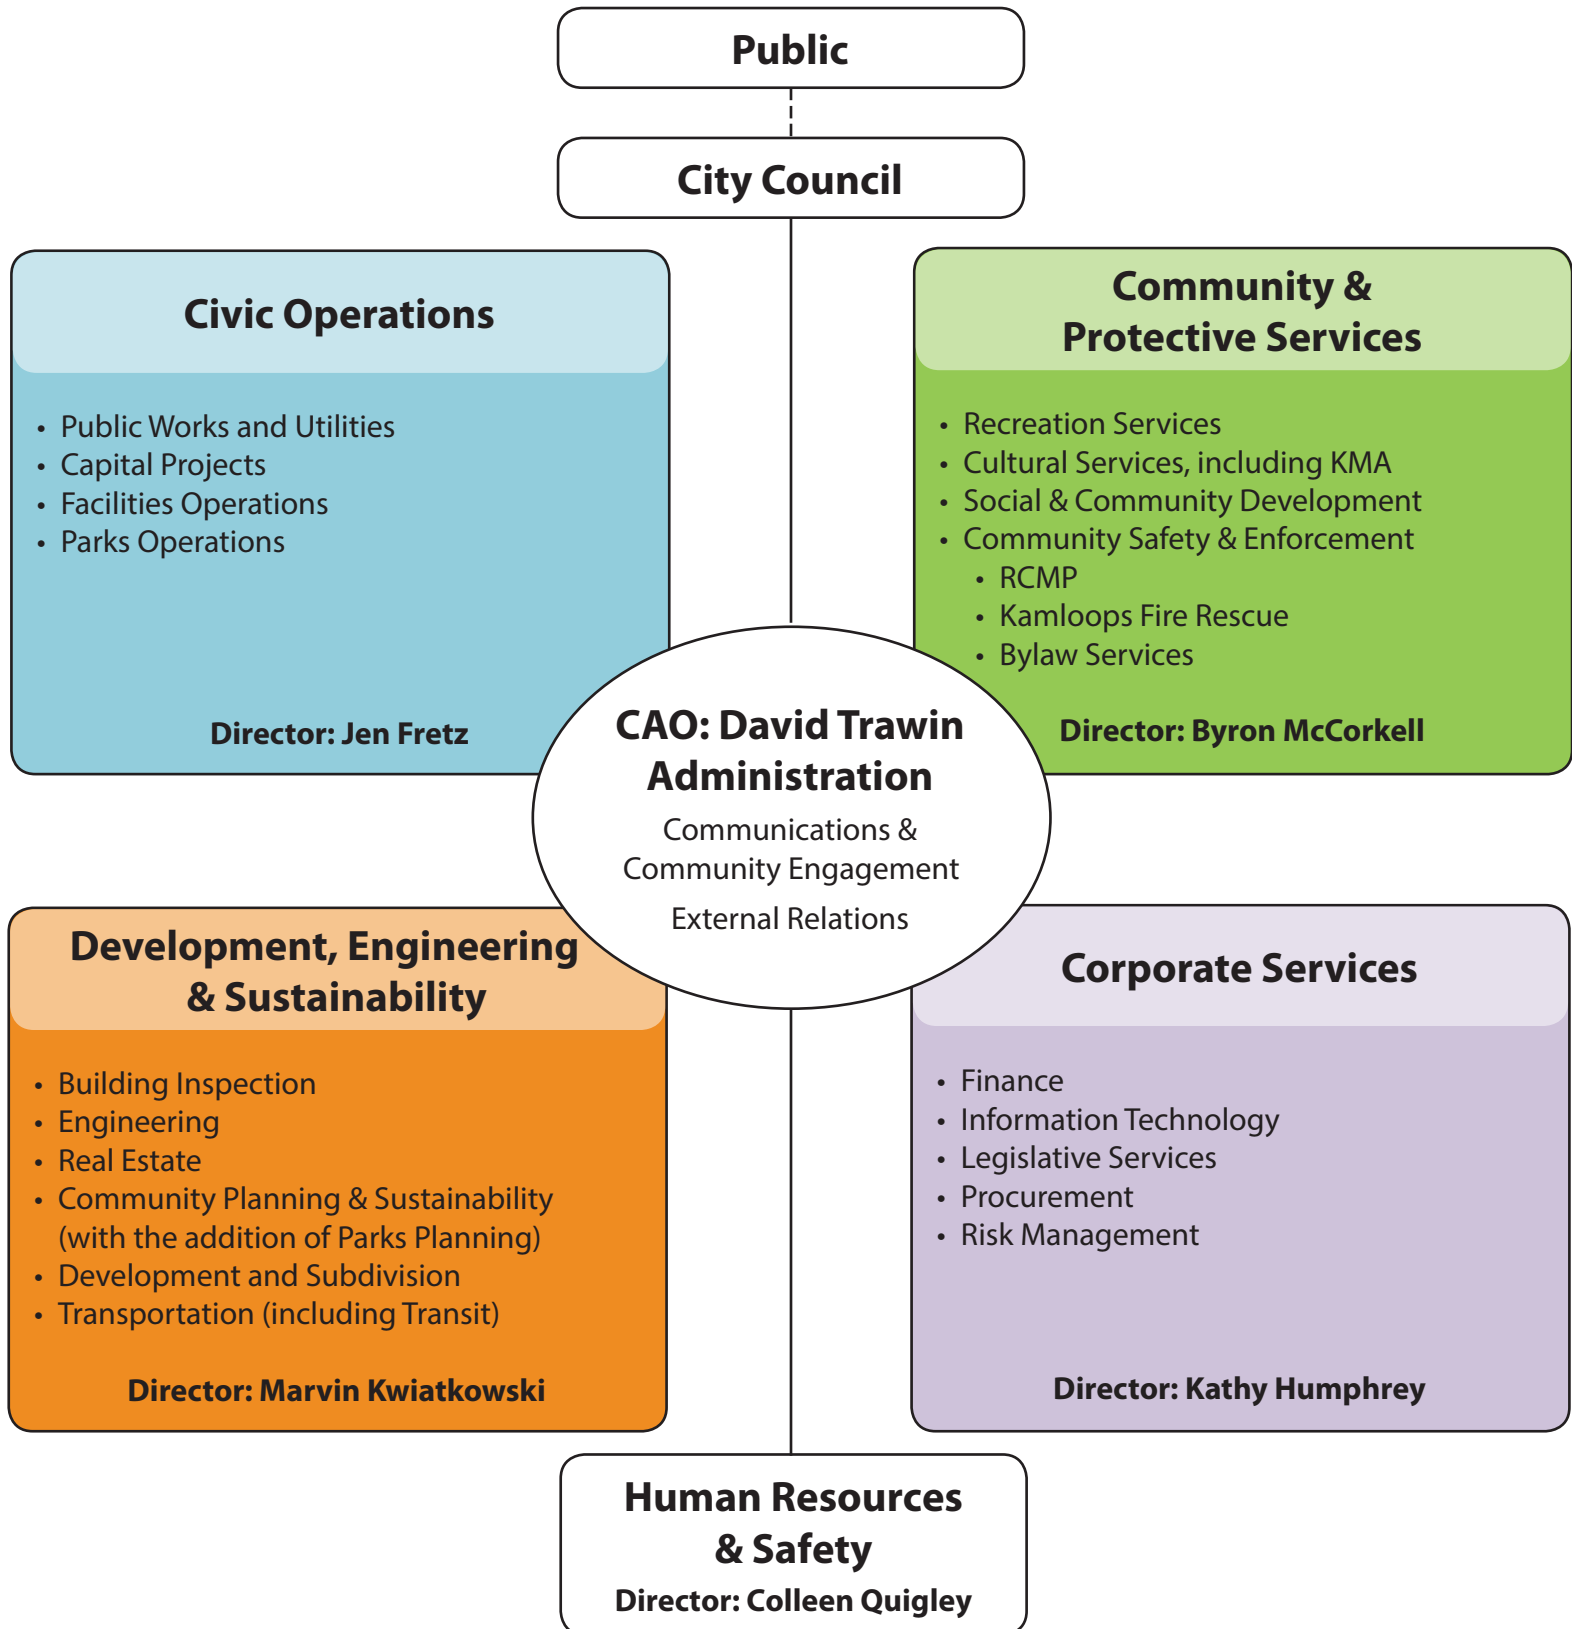 Public
City Council
Civic Operations
• Public Works and Utilities
• Capital Projects
• Facilities Operations
• Parks Operations
Director: Jen Fretz
Community &
Protective Services
• Recreation Services
• Cultural Services, including KMA
• Social & Community Development
• Community Safety & Enforcement
• RCMP
• Kamloops Fire Rescue
• Bylaw Services
Director: Byron McCorkell
CAO: David Trawin
Administration
Communications &
Community Engagement
External Relations
Development, Engineering
& Sustainability
• Building Inspection
• Engineering
• Real Estate
• Community Planning & Sustainability
(with the addition of Parks Planning)
• Development and Subdivision
• Transportation (including Transit)
Director: Marvin Kwiatkowski
Corporate Services
• Finance
• Information Technology
• Legislative Services
• Procurement
• Risk Management
Director: Kathy Humphrey
Human Resources
& Safety
Director: Colleen Quigley